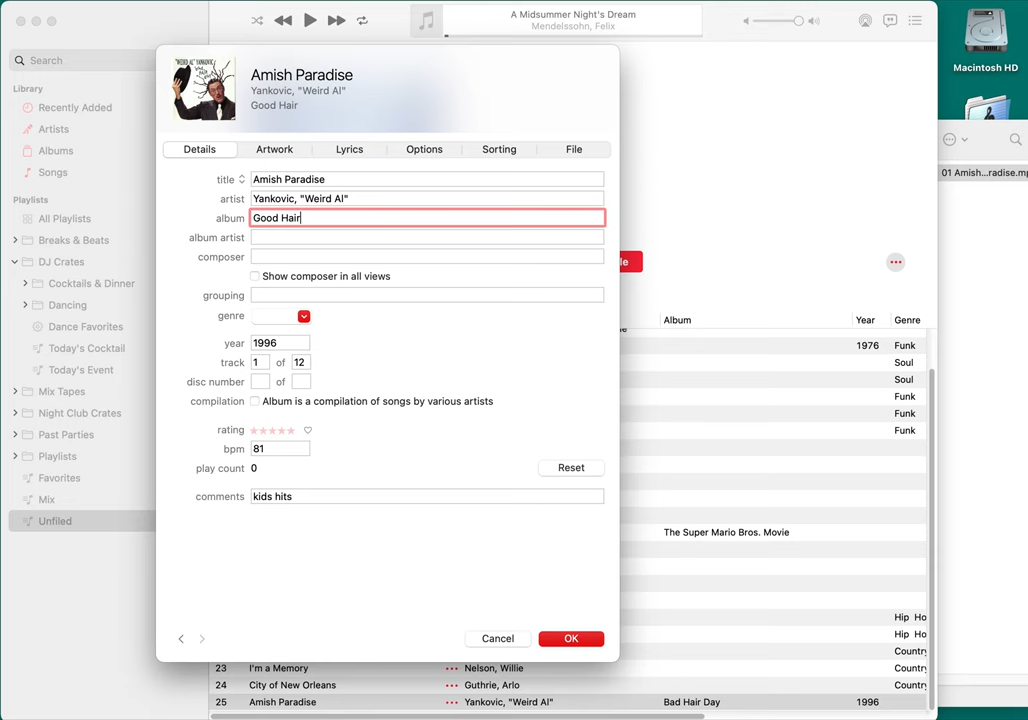 A Midsummer Night's Dream
Mendelssohn, Felix
Search
Library
Recently Added
Artists
Albums
Songs
Playlists
All Playlists
Breaks & Beats
DJ Crates
Cocktails & Dinner
Dancing
Dance Favorites
Today's Cocktail
Today's Event
Mix Tapes
Night Club Crates
Past Parties
Playlists
Favorites
Mix
Unfiled
"WEIRD AL" YANKOVIC
Amish Paradise
Yankovic, "Weird Al"
Good Hair
Details Artwork Lyrics Options Sorting File
title Amish Paradise
artist Yankovic, "Weird Al"
album Good Hair
album artist
composer
Show composer in all views
grouping
genre
year 1996
track 1 of 12
disc number of
compilation Album is a compilation of songs by various artists
rating
bpm 81
play count 0 Reset
comments kids hits
Cancel OK
Album Year Genre
1976 Funk
Soul
Soul
Funk
Funk
Funk
The Super Mario Bros. Movie
Hip Ho
Hip Ho
Country
23 I'm a Memory ••• Nelson, Willie Country
24 City of New Orleans ••• Guthrie, Arlo Country
25 Amish Paradise ••• Yankovic, "Weird Al" Bad Hair Day 1996
Macintosh HD
01 Amish...radise.mp